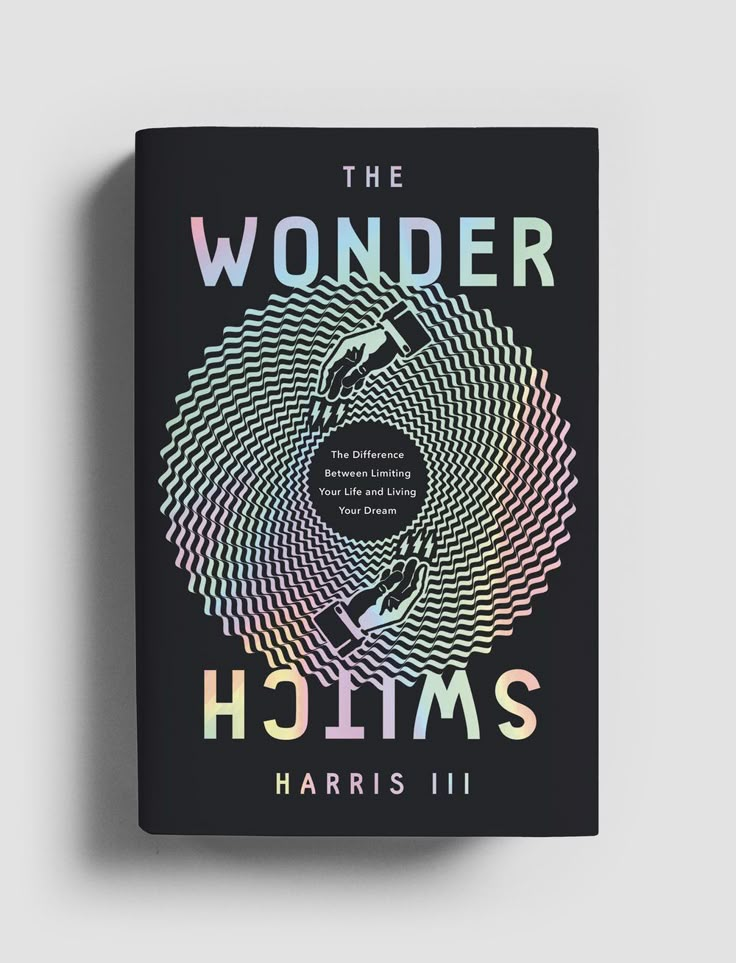 THE
WONDER
The Difference
Between Limiting
Your Life and Living
Your Dream
SWITCH
HARRIS III